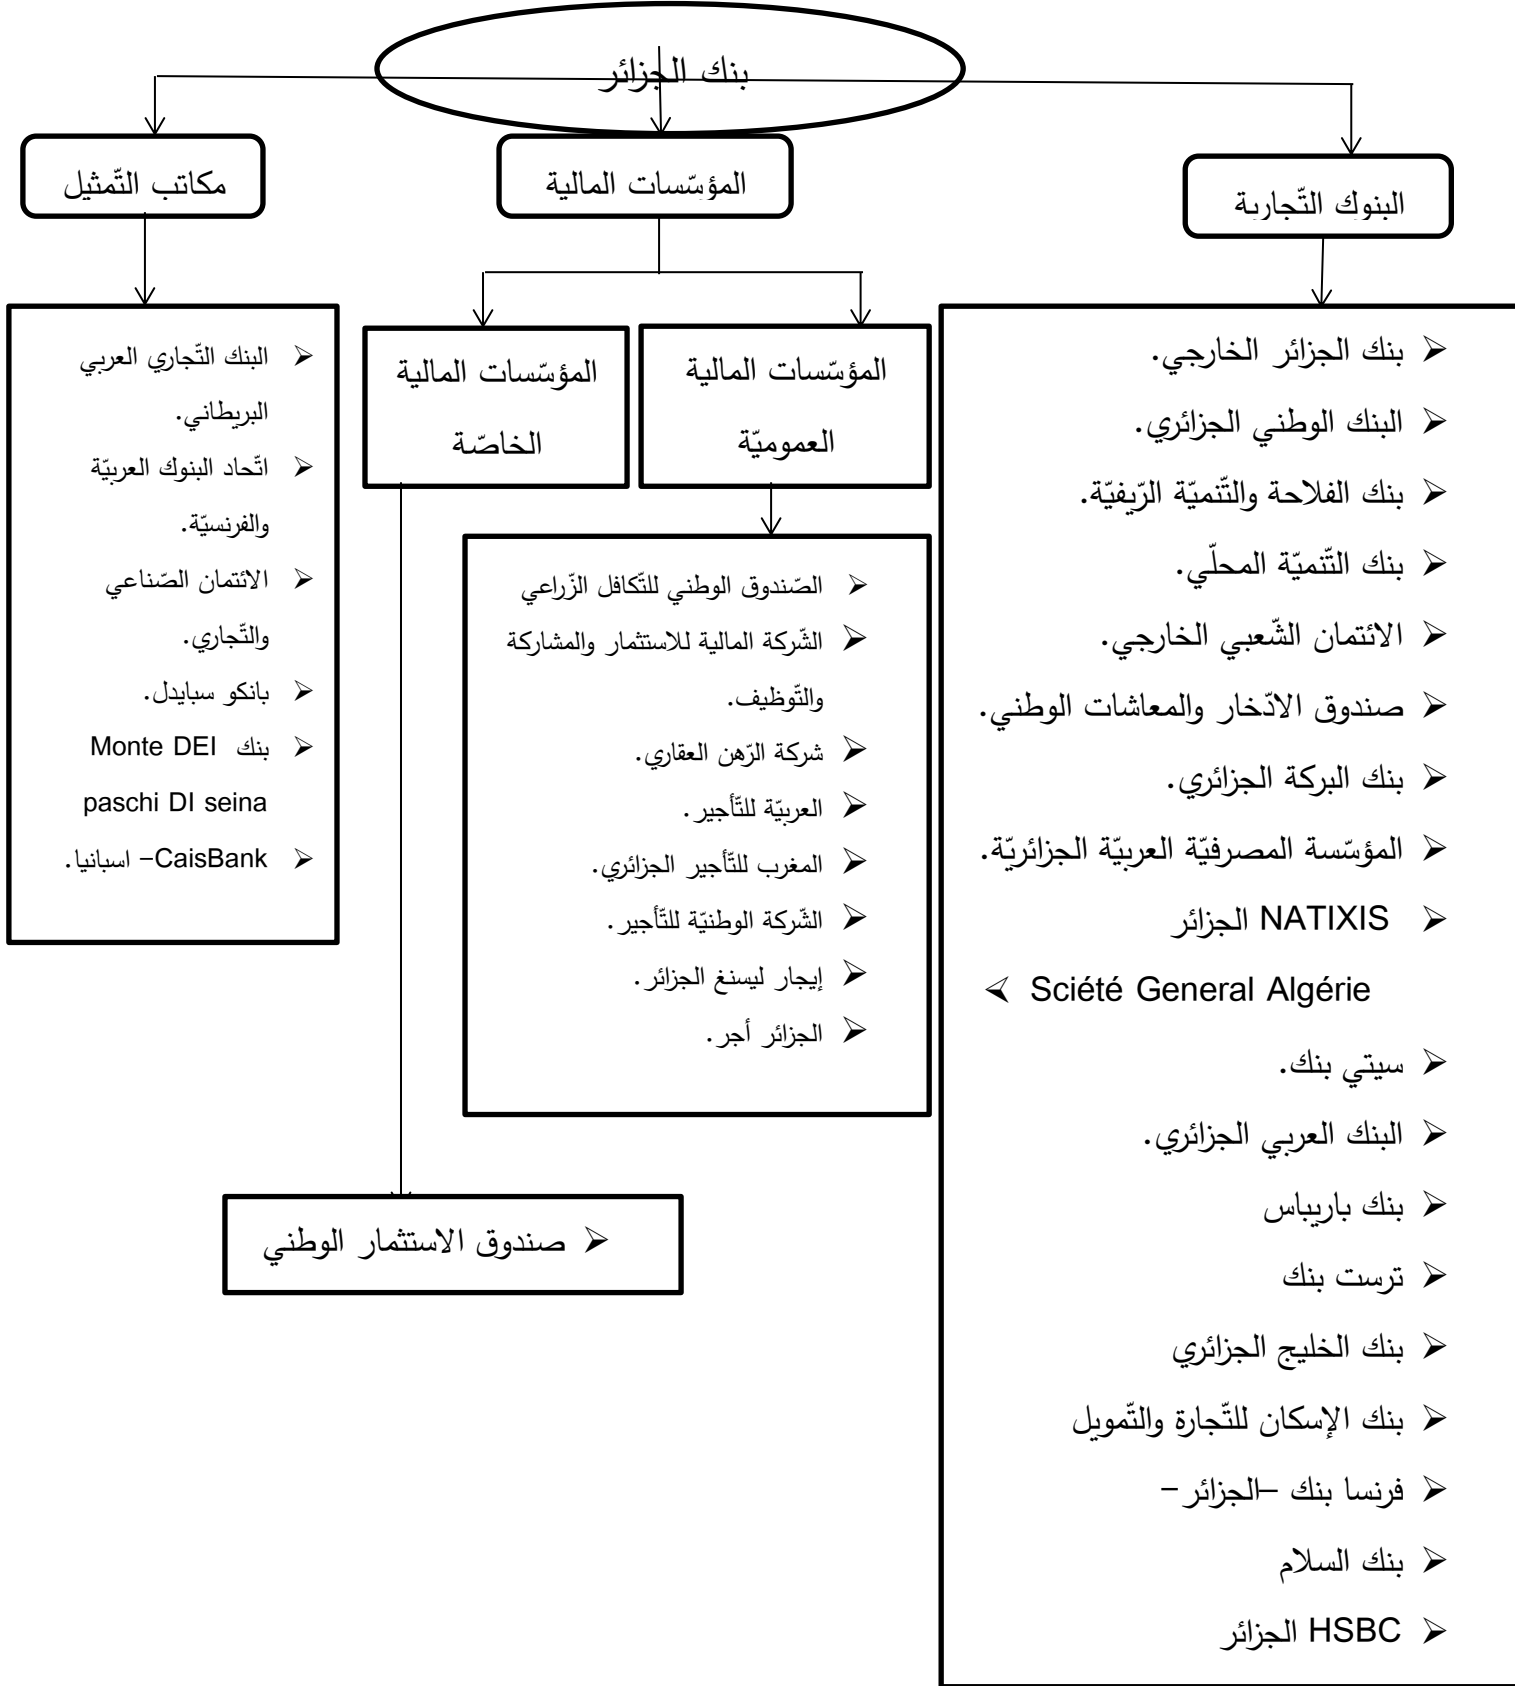 بنك الجزائر
البنوك التّجارية
المؤسّسات المالية
مكاتب التّمثيل
بنك الجزائر الخارجي.
البنك الوطني الجزائري.
بنك الفلاحة والتّنميّة الرّيفيّة.
بنك التّنميّة المحلّي.
الائتمان الشّعبي الخارجي.
صندوق الادّخار والمعاشات الوطني.
بنك البركة الجزائري.
المؤسّسة المصرفيّة العربيّة الجزائريّة.
NATIXIS الجزائر
Sciété General Algérie
سيتي بنك.
البنك العربي الجزائري.
بنك باريباس
ترست بنك
بنك الخليج الجزائري
بنك الإسكان للتّجارة والتّمويل
فرنسا بنك –الجزائر-
بنك السلام
HSBC الجزائر
المؤسّسات المالية
العموميّة
الصّندوق الوطني للتّكافل الزّراعي
الشّركة المالية للاستثمار والمشاركة
والتّوظيف.
شركة الرّهن العقاري.
العربيّة للتّأجير.
المغرب للتّأجير الجزائري.
الشّركة الوطنيّة للتّأجير.
إيجار ليسنغ الجزائر.
الجزائر أجر.
المؤسّسات المالية
الخاصّة
صندوق الاستثمار الوطني
البنك التّجاري العربي
البريطاني.
اتّحاد البنوك العربيّة
والفرنسيّة.
الائتمان الصّناعي
والتّجاري.
بانكو سبايدل.
بنك Monte DEI
paschi DI seina
CaisBank– اسبانيا.